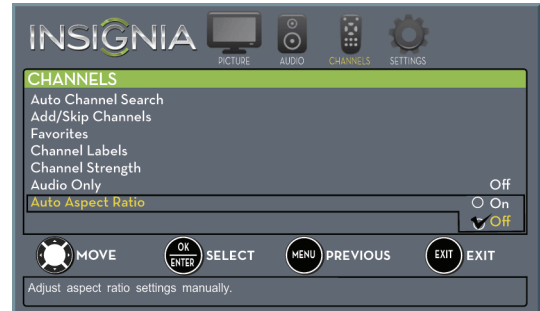 INSIGNIA
PICTURE AUDIO CHANNELS SETTINGS
CHANNELS
Auto Channel Search
Add/Skip Channels
Favorites
Channel Labels
Channel Strength
Audio Only Off
Auto Aspect Ratio On
Off
MOVE OK ENTER SELECT MENU PREVIOUS EXIT EXIT
Adjust aspect ratio settings manually.